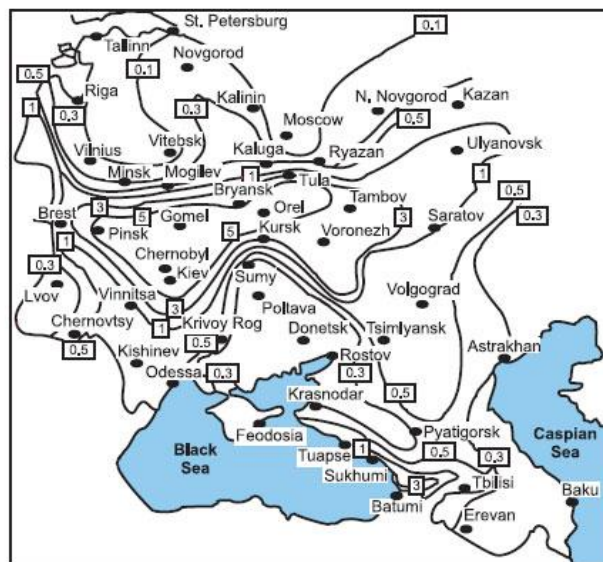 St. Petersburg
0.1
Tallinn
Novgorod
0.5
0.1
Kazan
N. Novgorod
1
Riga
0.3
0.3
Kalinin
0.5
Moscow
Vilnius
Vitebsk
Kaluga
Ryazan
Ulyanovsk
Minsk
Mogilev
1
Tula
1
Bryansk
0.5
3
5
Orel
Tambov
3
0.3
Brest
Gomel
Saratov
Pinsk
5
Kursk
Voronezh
1
Chernobyl
0.3
Kiev
Sumy
Lvov
Vinnitsa
3
Poltava
Volgograd
Chernovtsy
1
Krivoy Rog
Donetsk
Tsimlyansk
0.5
Kishinev
0.5
Astrakhan
Odessa
0.3
Rostov
0.3
0.5
Krasnodar
Feodosia
Pyatigorsk
Black
Sea
Caspian
Sea
Tuapse
1
0.5
0.3
Sukhumi
3
Tbilisi
Batumi
Baku
Erevan